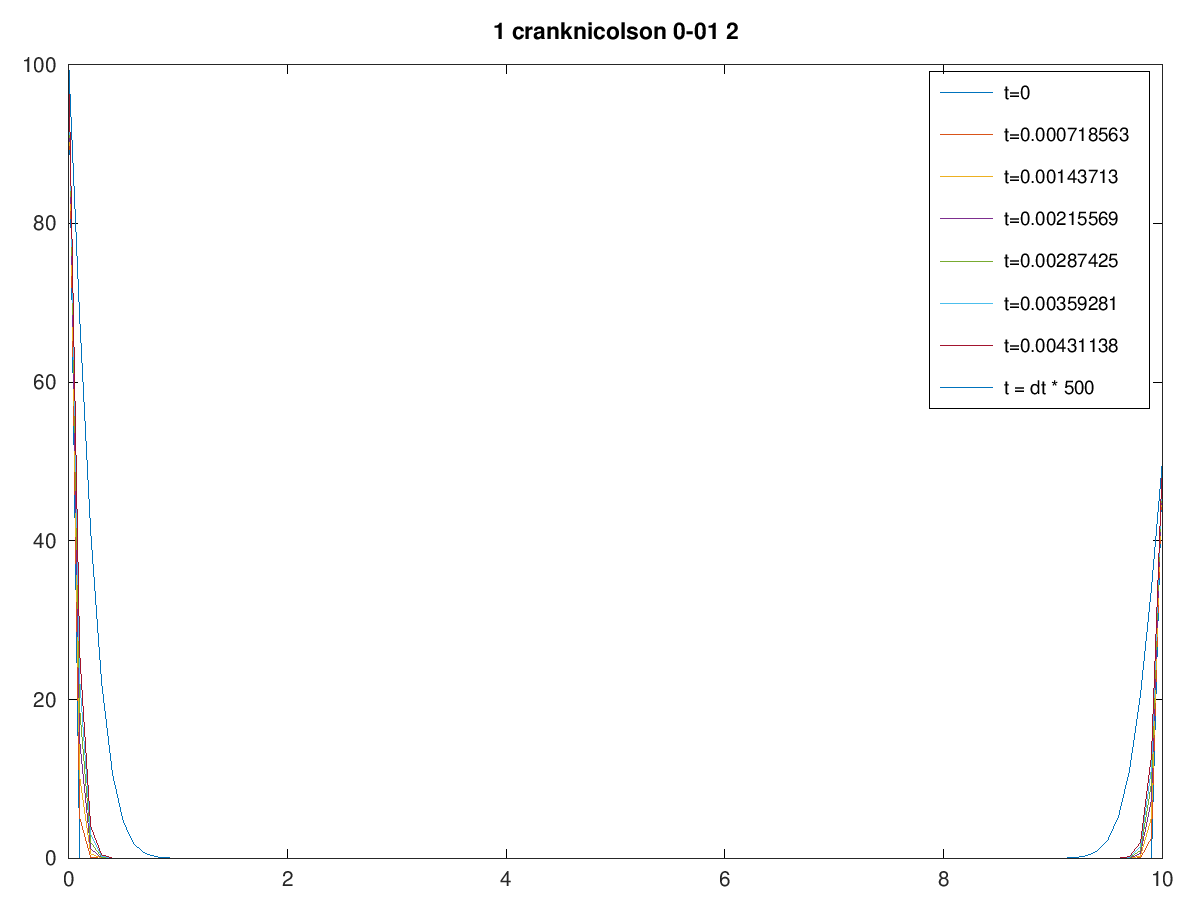 1 cranknicolson 0-01 2
100
80
60
40
20
0
0 2 4 6 8 10
t=0
t=0.000718563
t=0.00143713
t=0.00215569
t=0.00287425
t=0.00359281
t=0.00431138
t = dt * 500